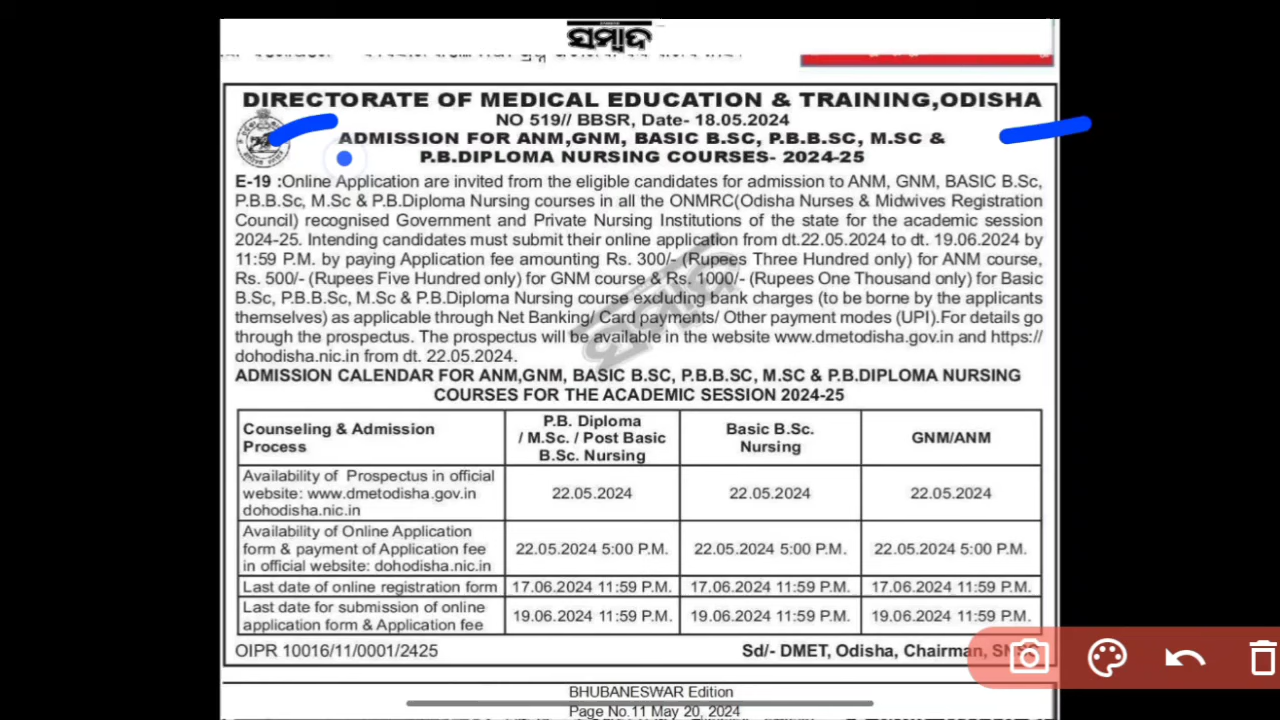 ସମ୍ବାଦ
DIRECTORATE OF MEDICAL EDUCATION & TRAINING,ODISHA
NO 519// BBSR, Date- 18.05.2024
ADMISSION FOR ANM,GNM, BASIC B.SC, P.B.B.SC, M.SC &
P.B.DIPLOMA NURSING COURSES- 2024-25
E-19 :Online Application are invited from the eligible candidates for admission to ANM, GNM, BASIC B.Sc,
P.B.B.Sc, M.Sc & P.B.Diploma Nursing courses in all the ONMRC(Odisha Nurses & Midwives Registration
Council) recognised Government and Private Nursing Institutions of the state for the academic session
2024-25. Intending candidates must submit their online application from dt.22.05.2024 to dt. 19.06.2024 by
11:59 P.M. by paying Application fee amounting Rs. 300/- (Rupees Three Hundred only) for ANM course,
Rs. 500/- (Rupees Five Hundred only) for GNM course & Rs. 1000/- (Rupees One Thousand only) for Basic
B.Sc, P.B.B.Sc, M.Sc & P.B.Diploma Nursing course excluding bank charges (to be borne by the applicants
themselves) as applicable through Net Banking/ Card payments/ Other payment modes (UPI).For details go
through the prospectus. The prospectus will be available in the website www.dmetodisha.gov.in and https://
dohodisha.nic.in from dt. 22.05.2024.
ସମ୍ବାଦ
ADMISSION CALENDAR FOR ANM,GNM, BASIC B.SC, P.B.B.SC, M.SC & P.B.DIPLOMA NURSING
COURSES FOR THE ACADEMIC SESSION 2024-25
Counseling & Admission
Process
P.B. Diploma
/ M.Sc. / Post Basic
B.Sc. Nursing
Basic B.Sc.
Nursing
GNM/ANM
Availability of Prospectus in official
website: www.dmetodisha.gov.in
dohodisha.nic.in
22.05.2024
22.05.2024
22.05.2024
Availability of Online Application
form & payment of Application fee
in official website: dohodisha.nic.in
22.05.2024 5:00 P.M.
22.05.2024 5:00 P.M.
22.05.2024 5:00 P.M.
Last date of online registration form
17.06.2024 11:59 P.M.
17.06.2024 11:59 P.M.
17.06.2024 11:59 P.M.
Last date for submission of online
application form & Application fee
19.06.2024 11:59 P.M.
19.06.2024 11:59 P.M.
19.06.2024 11:59 P.M.
OIPR 10016/11/0001/2425
Sd/- DMET, Odisha, Chairman,
BHUBANESWAR Edition
Page No.11 May 20, 2024